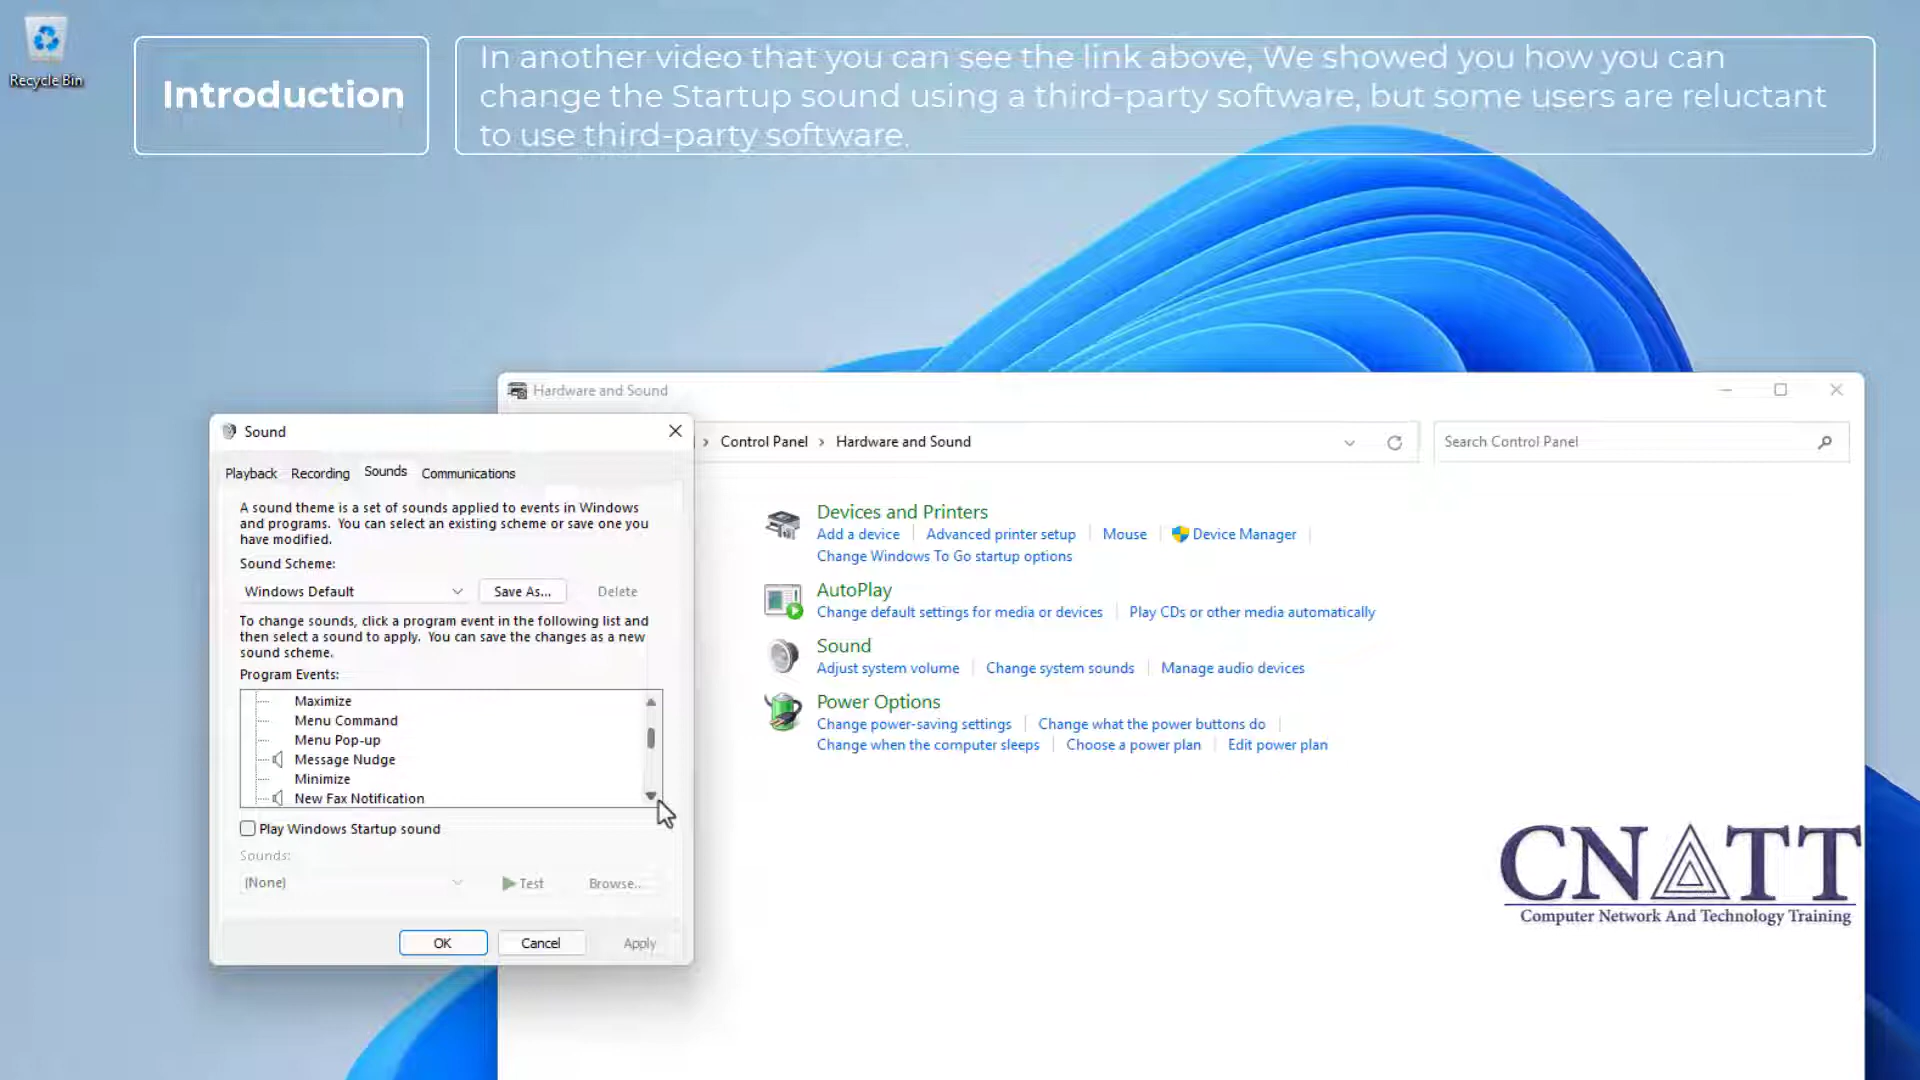 Recycle Bin
Introduction
In another video that you can see the link above, We showed you how you can
change the Startup sound using a third-party software, but some users are reluctant
to use third-party software.
Hardware and Sound
Control Panel > Hardware and Sound
Search Control Panel
Sound
Playback Recording Sounds Communications
A sound theme is a set of sounds applied to events in Windows
and programs. You can select an existing scheme or save one you
have modified.
Sound Scheme:
Windows Default
Save As...
Delete
To change sounds, click a program event in the following list and
then select a sound to apply. You can save the changes as a new
sound scheme.
Program Events:
Maximize
Menu Command
Menu Pop-up
Message Nudge
Minimize
New Fax Notification
Play Windows Startup sound
Sounds:
(None)
Test
Browse...
OK
Cancel
Apply
Devices and Printers
Add a device
Advanced printer setup
Mouse
Device Manager
Change Windows To Go startup options
AutoPlay
Change default settings for media or devices
Play CDs or other media automatically
Sound
Adjust system volume
Change system sounds
Manage audio devices
Power Options
Change power-saving settings
Change what the power buttons do
Change when the computer sleeps
Choose a power plan
Edit power plan
CNATT
Computer Network And Technology Training